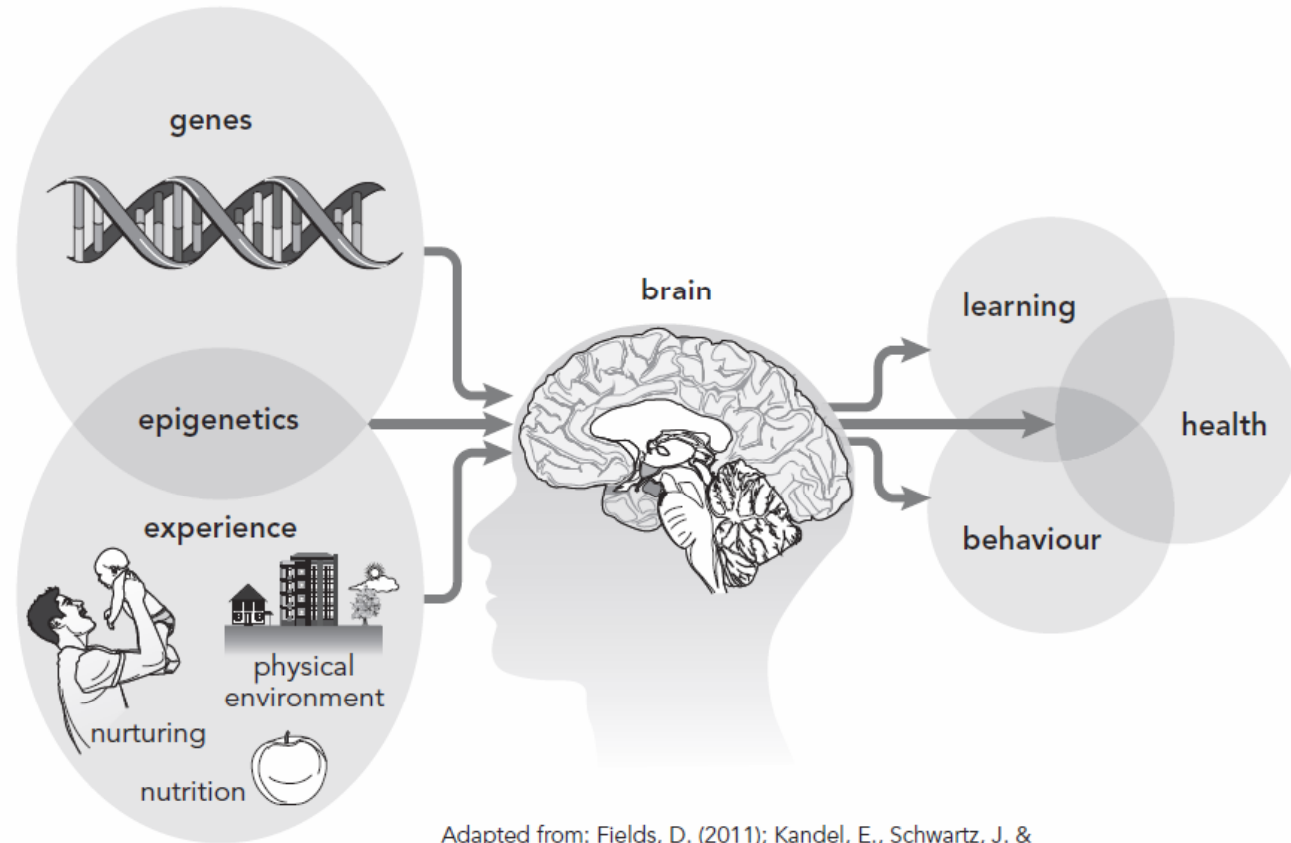 genes
epigenetics
experience
physical
environment
nurturing
nutrition
brain
learning
health
behaviour
Adapted from: Fields, D. (2011); Kandel, E., Schwartz, J. &